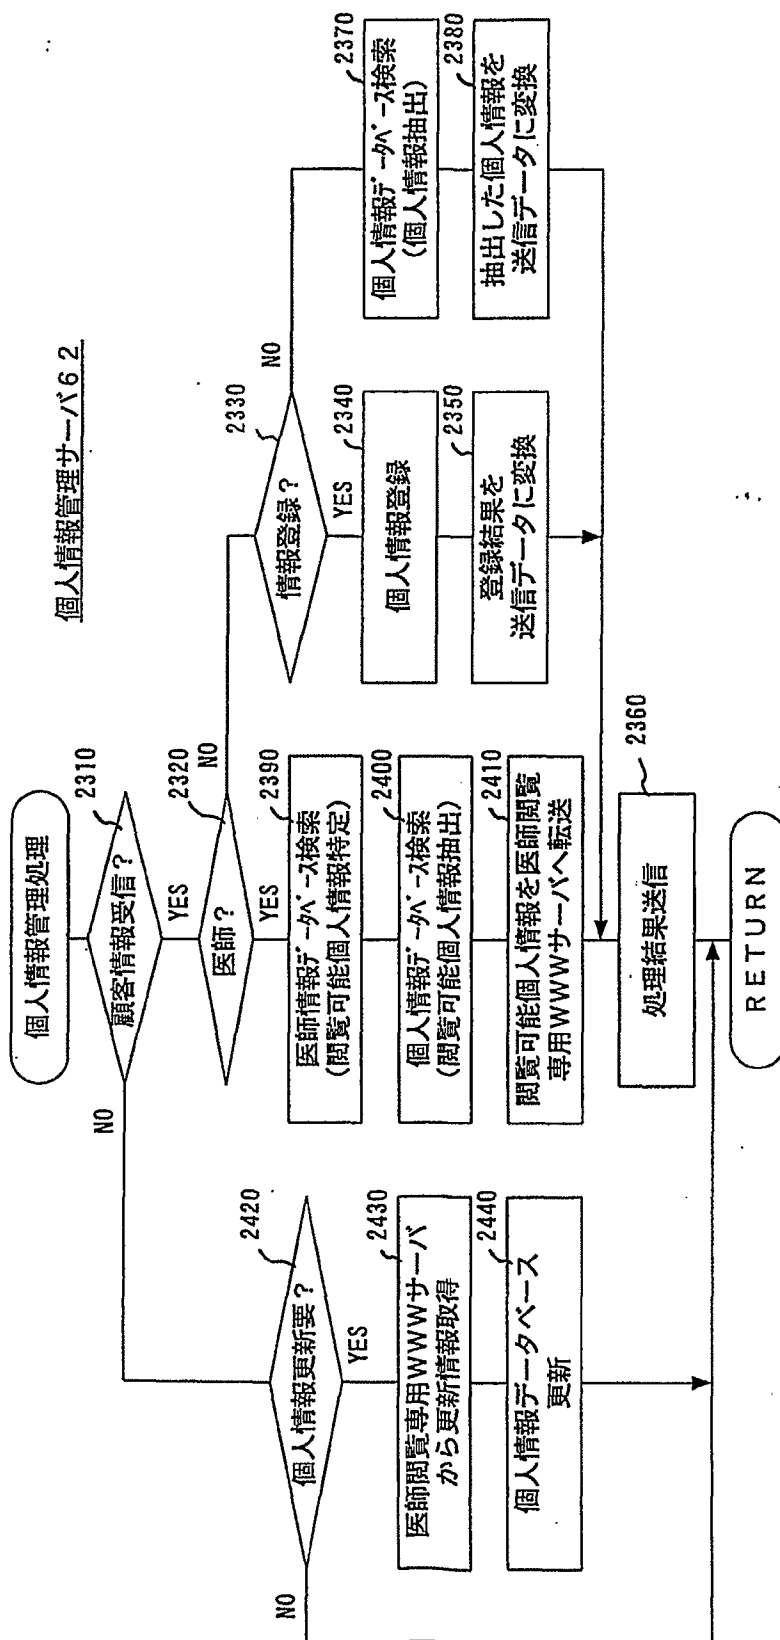 個人情報管理サーバ62
個人情報管理処理
2310
顧客情報受信?
NO
YES
2320
医師?
NO
YES
2330
情報登録?
NO
YES
2340
個人情報登録
2350
登録結果を
送信データに変換
2370
個人情報データベース検索
(個人情報抽出)
2380
抽出した個人情報を
送信データに変換
2390
医師情報データベース検索
(閲覧可能個人情報特定)
2400
個人情報データベース検索
(閲覧可能個人情報抽出)
2410
閲覧可能個人情報を医師閲覧
専用WWWサーバへ転送
2360
処理結果送信
2420
個人情報更新要?
NO
YES
2430
医師閲覧専用WWWサーバ
から更新情報取得
2440
個人情報データベース
更新
RETURN